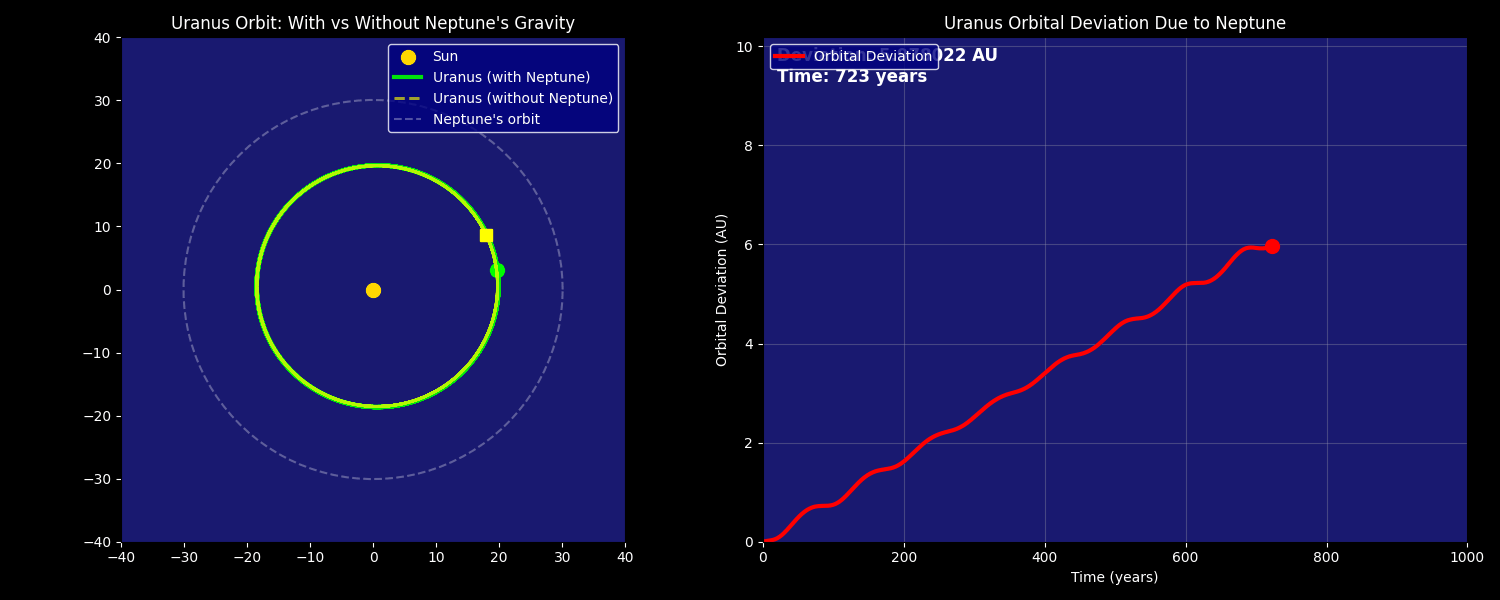 Uranus Orbit: With vs Without Neptune's Gravity
40
30
20
10
0
−10
−20
−30
−40
−40
−30
−20
−10
0
10
20
30
40
Sun
Uranus (with Neptune)
Uranus (without Neptune)
Neptune's orbit
Uranus Orbital Deviation Due to Neptune
Orbital Deviation (AU)
10
8
6
4
2
0
Orbital Deviation
022 AU
Time: 723 years
0
200
400
600
800
1000
Time (years)